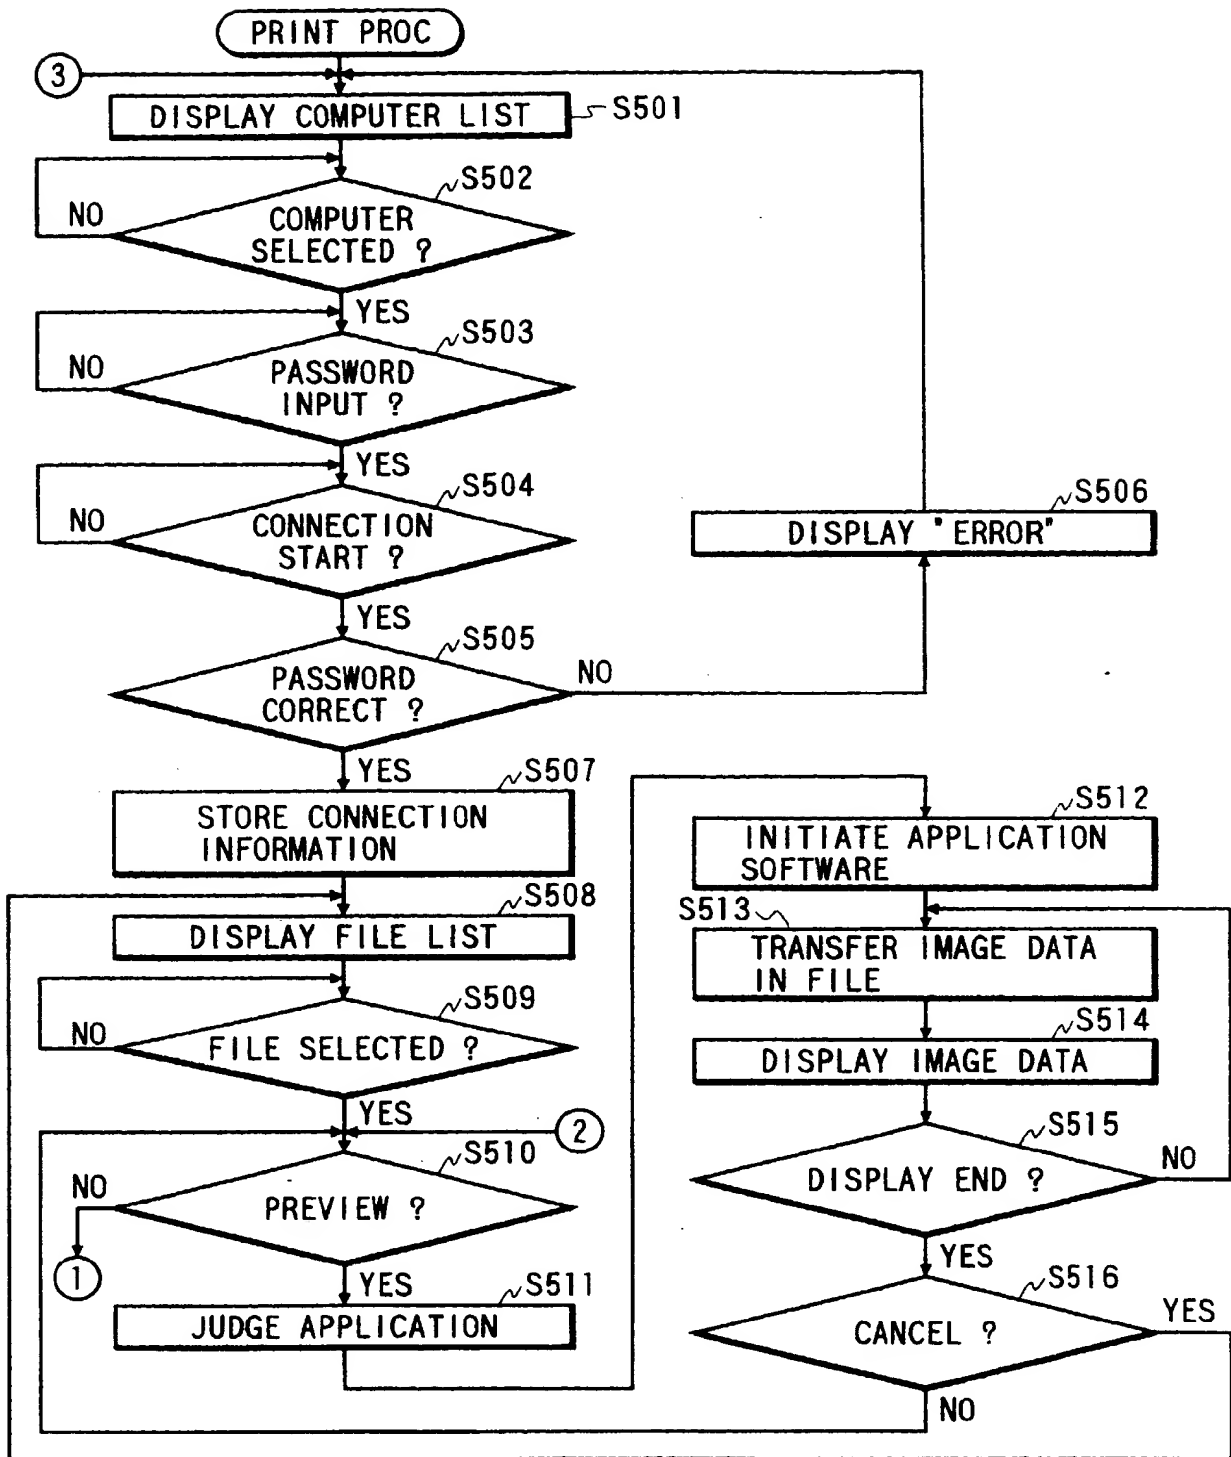 PRINT PROC
3
DISPLAY COMPUTER LIST
S501
S502
COMPUTER
SELECTED ?
NO
YES
S503
PASSWORD
INPUT ?
NO
YES
S504
CONNECTION
START ?
NO
YES
S505
PASSWORD
CORRECT ?
NO
S506
DISPLAY "ERROR"
YES
S507
STORE CONNECTION
INFORMATION
S508
DISPLAY FILE LIST
S509
FILE SELECTED ?
NO
YES
2
S510
PREVIEW ?
NO
1
YES
S511
JUDGE APPLICATION
S512
INITIATE APPLICATION
SOFTWARE
S513
TRANSFER IMAGE DATA
IN FILE
S514
DISPLAY IMAGE DATA
S515
DISPLAY END ?
NO
YES
S516
CANCEL ?
YES
NO